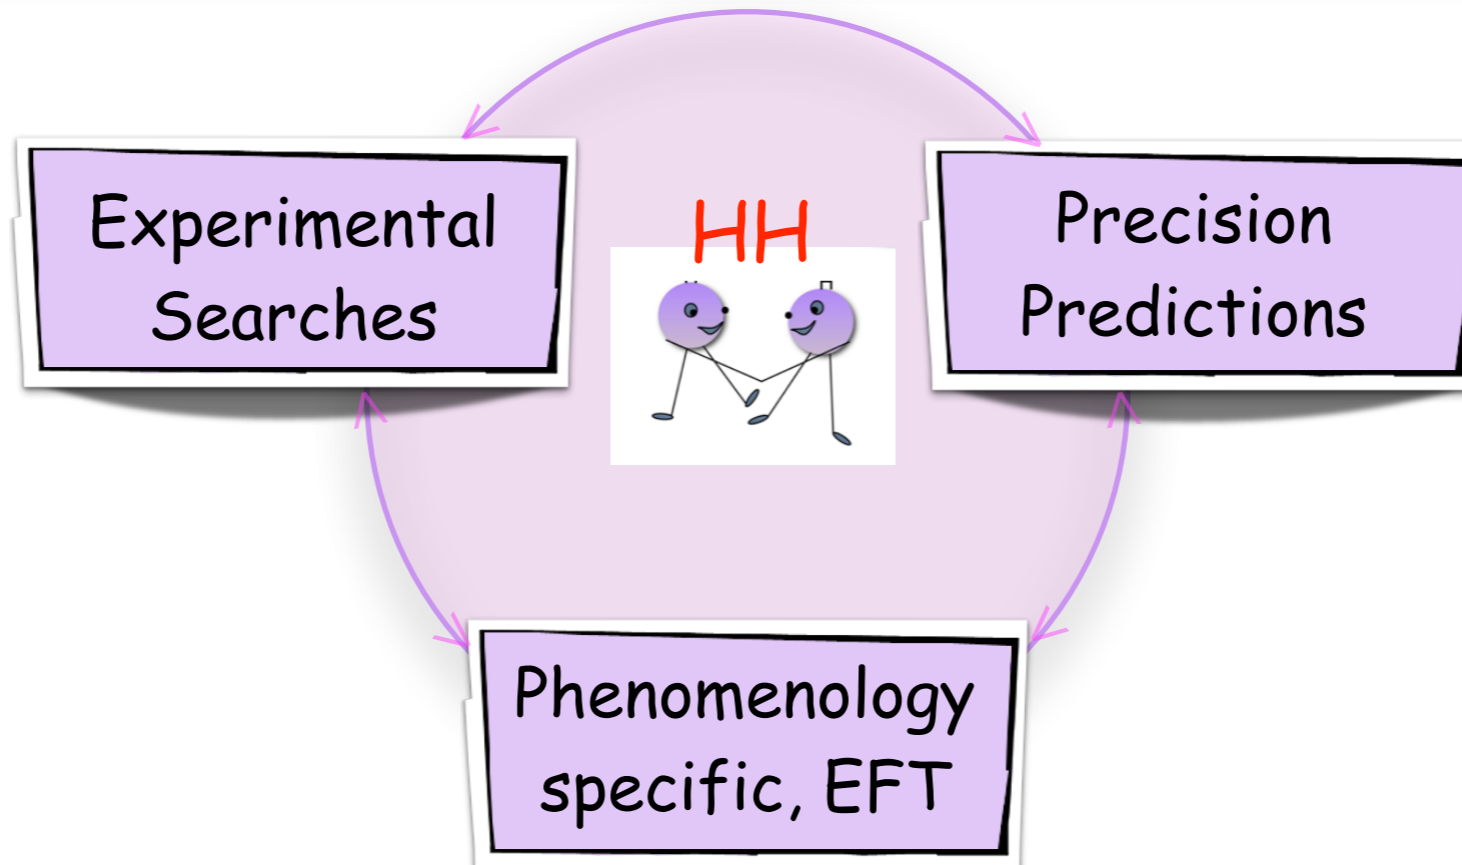 Experimental
Searches
HH
Precision
Predictions
Phenomenology
specific, EFT